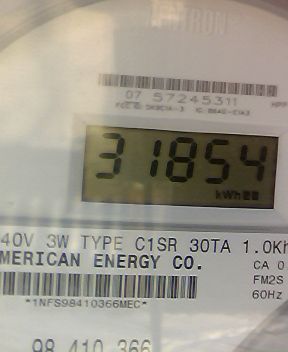 07 57245311
31854
kWh
40V 3W TYPE C1SR 30TA 1.0Kh
MERICAN ENERGY CO.
CA 0
FM2S
*1NFS98410366MEC*
60Hz
98 410 366